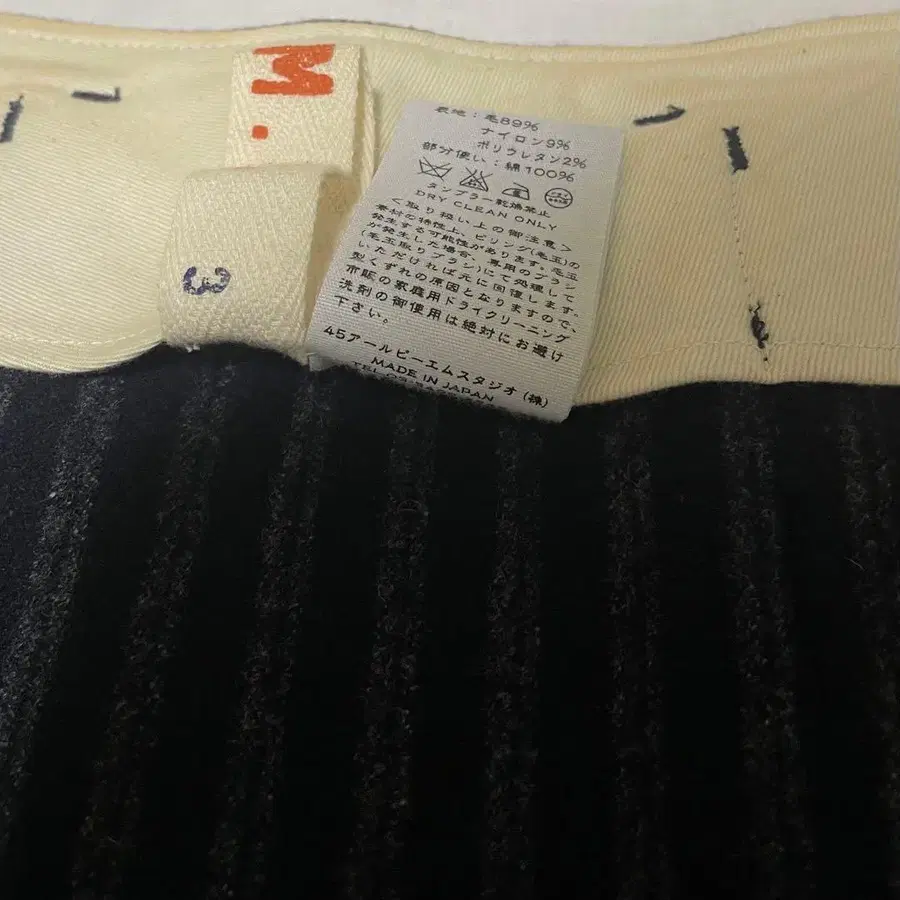 M.
3
表地：毛89%
ナイロン9%
ポリウレタン2%
部分使い：綿100%
タンブラー乾燥禁止
DRY CLEAN ONLY
<取り扱い上の御注意>
素材の特性上、ピリング(毛玉)の
発生する可能性があります。毛玉
が発生した場合、専用のブラシ
(毛玉取りブラシ)にて処理して
いただければ元に回復します。
型くずれの原因となりますので、
市販の家庭用ドライクリーニング
洗剤の御使用は絶対にお避け
下さい。
45アールピーエムスタジオ(株)
MADE IN JAPAN
TEL